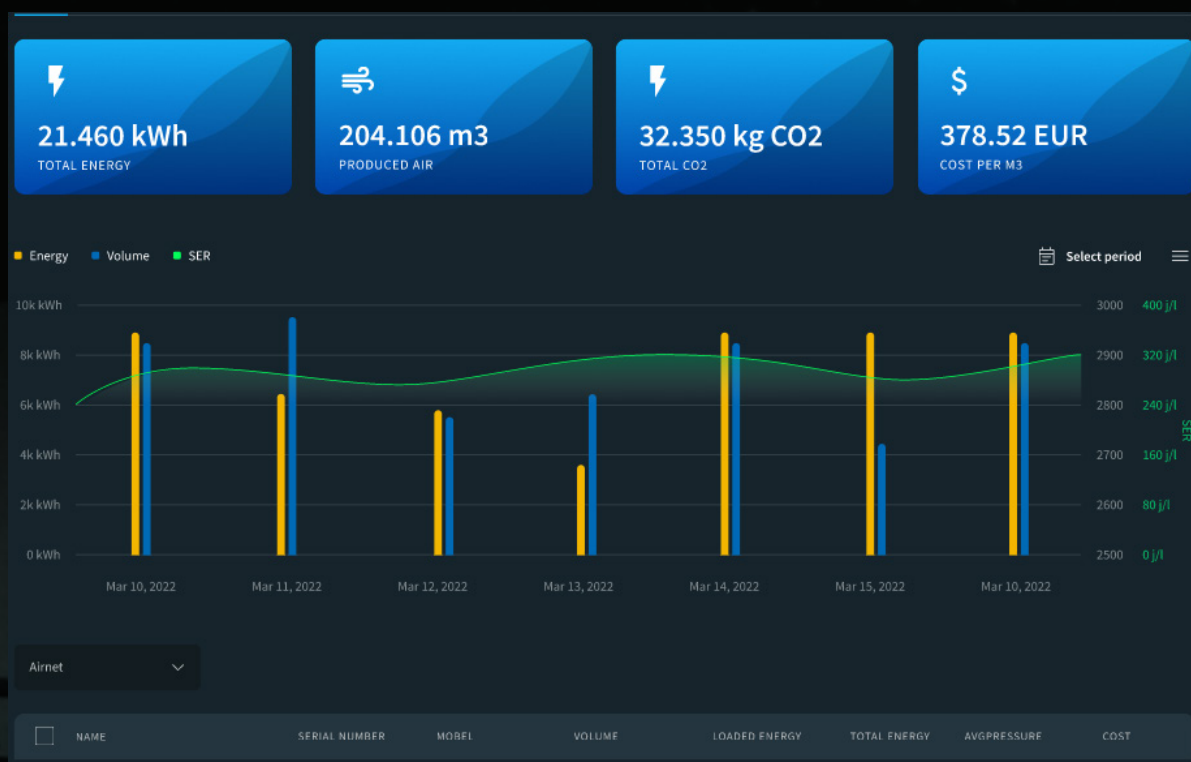 21.460 kWh
TOTAL ENERGY
204.106 m3
PRODUCED AIR
32.350 kg CO2
TOTAL CO2
$
378.52 EUR
COST PER M3
Energy Volume SER
Select period
10k kWh 3000 400 j/l
8k kWh 2900 320 j/l
6k kWh 2800 240 j/l
SER
4k kWh 2700 160 j/l
2k kWh 2600 80 j/l
0 kWh 2500 0 j/l
Mar 10, 2022 Mar 11, 2022 Mar 12, 2022 Mar 13, 2022 Mar 14, 2022 Mar 15, 2022 Mar 10, 2022
Airnet
NAME SERIAL NUMBER MOBEL VOLUME LOADED ENERGY TOTAL ENERGY AVGPRESSURE COST